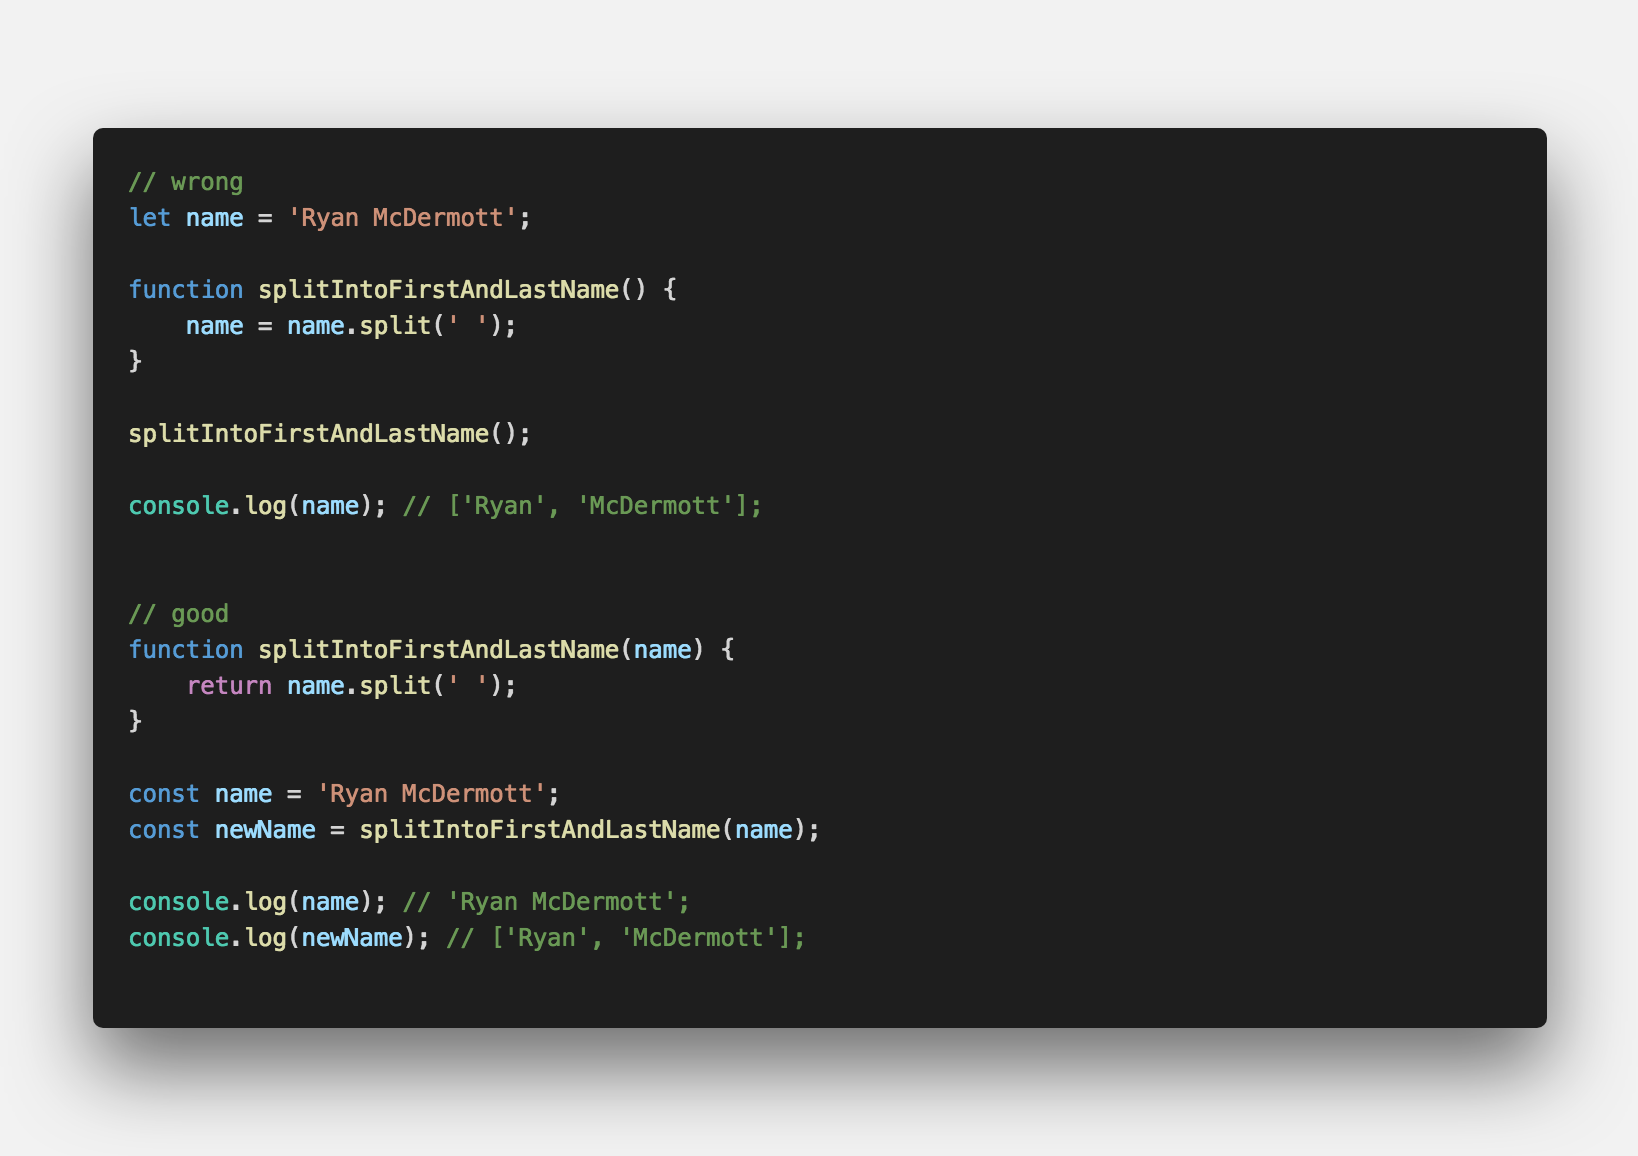 // wrong
let name = 'Ryan McDermott';
function splitIntoFirstAndLastName() {
    name = name.split(' ');
}
splitIntoFirstAndLastName();
console.log(name); // ['Ryan', 'McDermott'];
// good
function splitIntoFirstAndLastName(name) {
    return name.split(' ');
}
const name = 'Ryan McDermott';
const newName = splitIntoFirstAndLastName(name);
console.log(name); // 'Ryan McDermott';
console.log(newName); // ['Ryan', 'McDermott'];